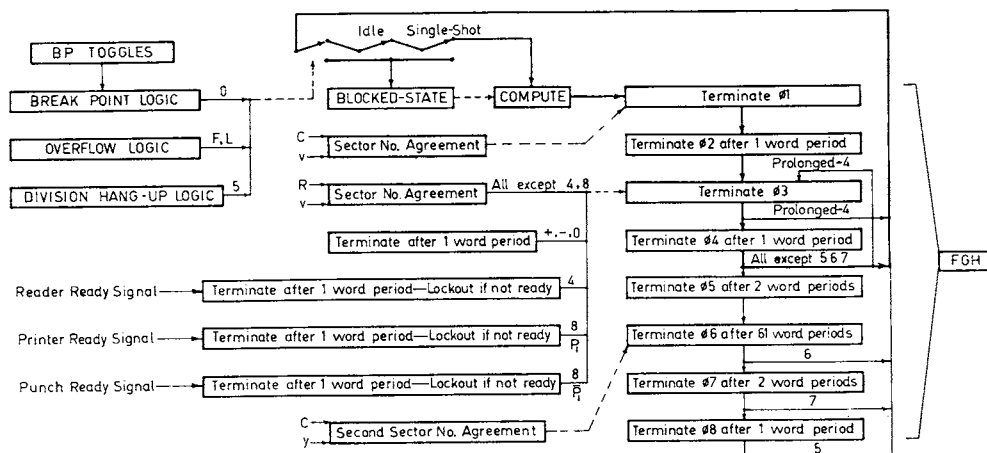 Idle Single-Shot
BP TOGGLES
BREAK POINT LOGIC
0
BLOCKED-STATE
COMPUTE
Terminate Ø1
OVERFLOW LOGIC
F,L
C
v
Sector No. Agreement
Terminate Ø2 after 1 word period
Prolonged-4
DIVISION HANG-UP LOGIC
5
R
v
Sector No. Agreement
All except 4,8
Terminate Ø3
Prolonged-4
Terminate after 1 word period
+,-,0
Terminate Ø4 after 1 word period
All except 5 6 7
FGH
Reader Ready Signal
Terminate after 1 word period—Lockout if not ready
4
Terminate Ø5 after 2 word periods
Printer Ready Signal
Terminate after 1 word period—Lockout if not ready
8
P₁
Terminate Ø6 after 61 word periods
6
Punch Ready Signal
Terminate after 1 word period—Lockout if not ready
8
P̅₁
Terminate Ø7 after 2 word periods
7
C
y
Second Sector No. Agreement
Terminate Ø8 after 1 word period
5